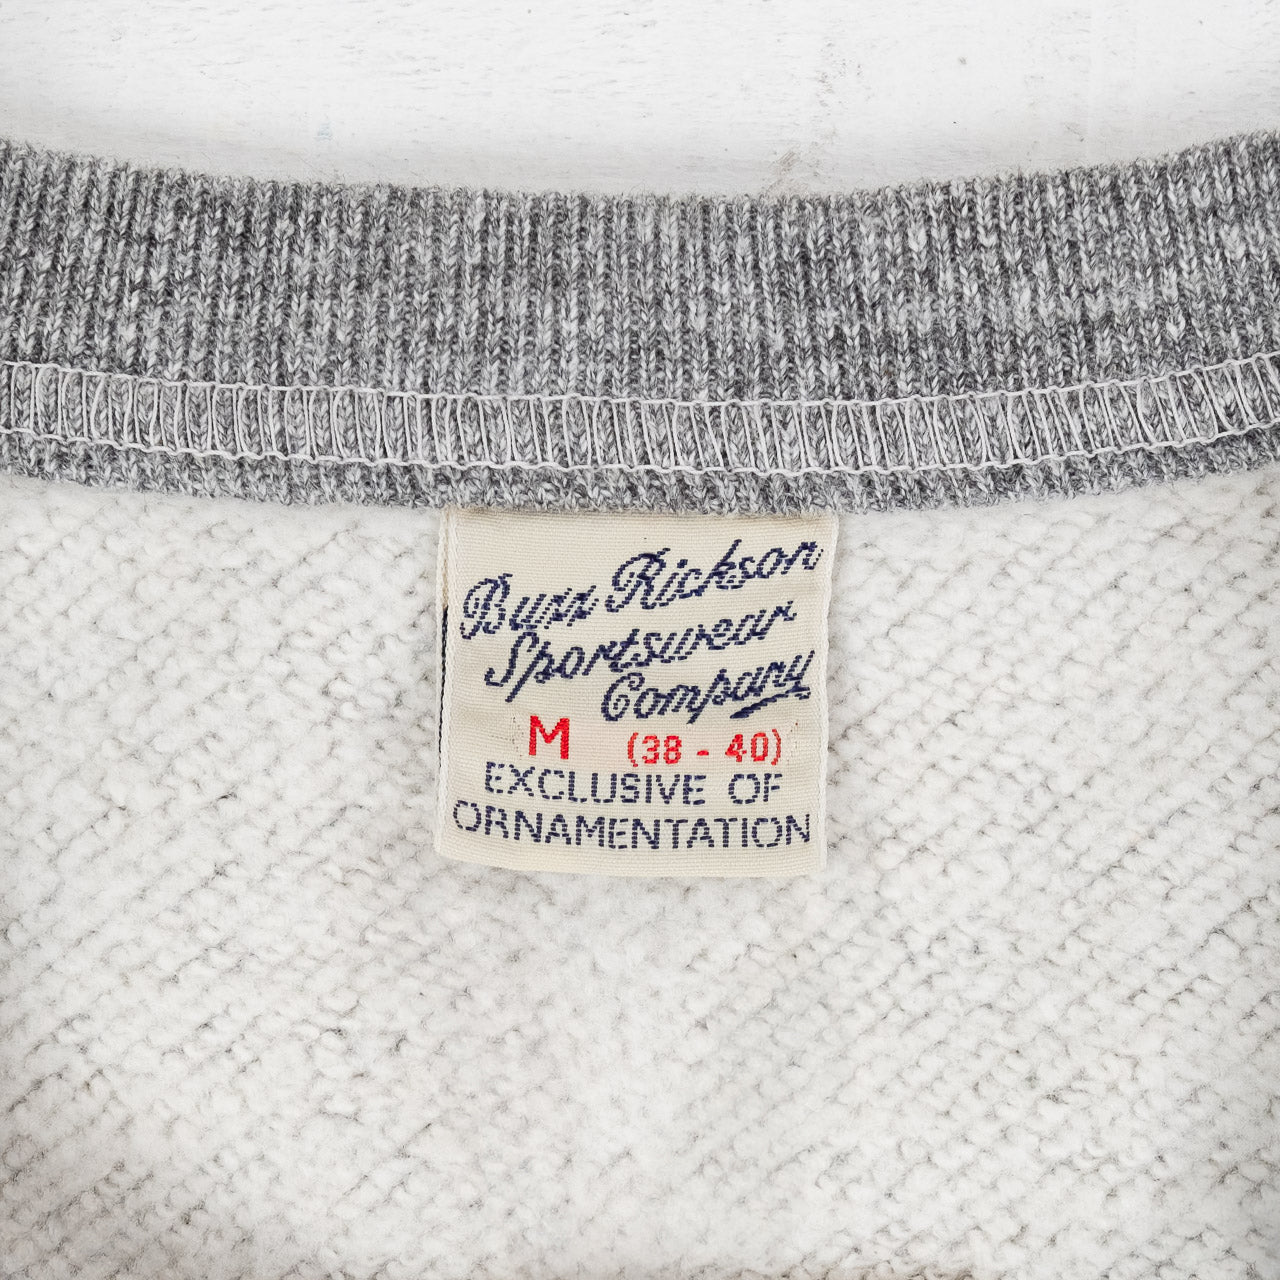 Buzz Rickson
Sportswear
Company
M (38 - 40)
EXCLUSIVE OF
ORNAMENTATION